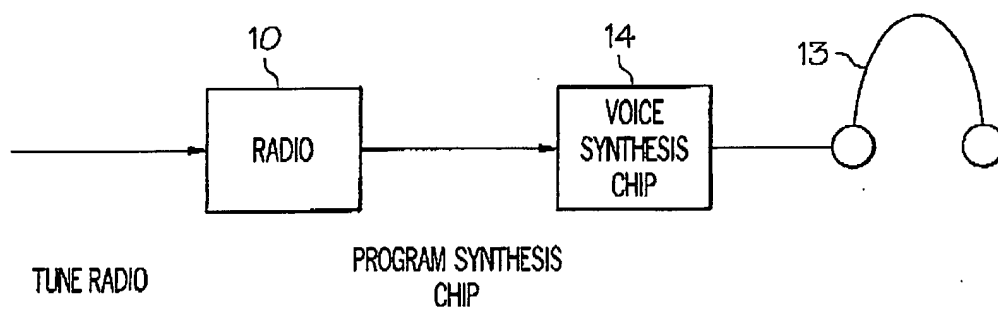 10
14
13
RADIO
VOICE
SYNTHESIS
CHIP
TUNE RADIO
PROGRAM SYNTHESIS
CHIP